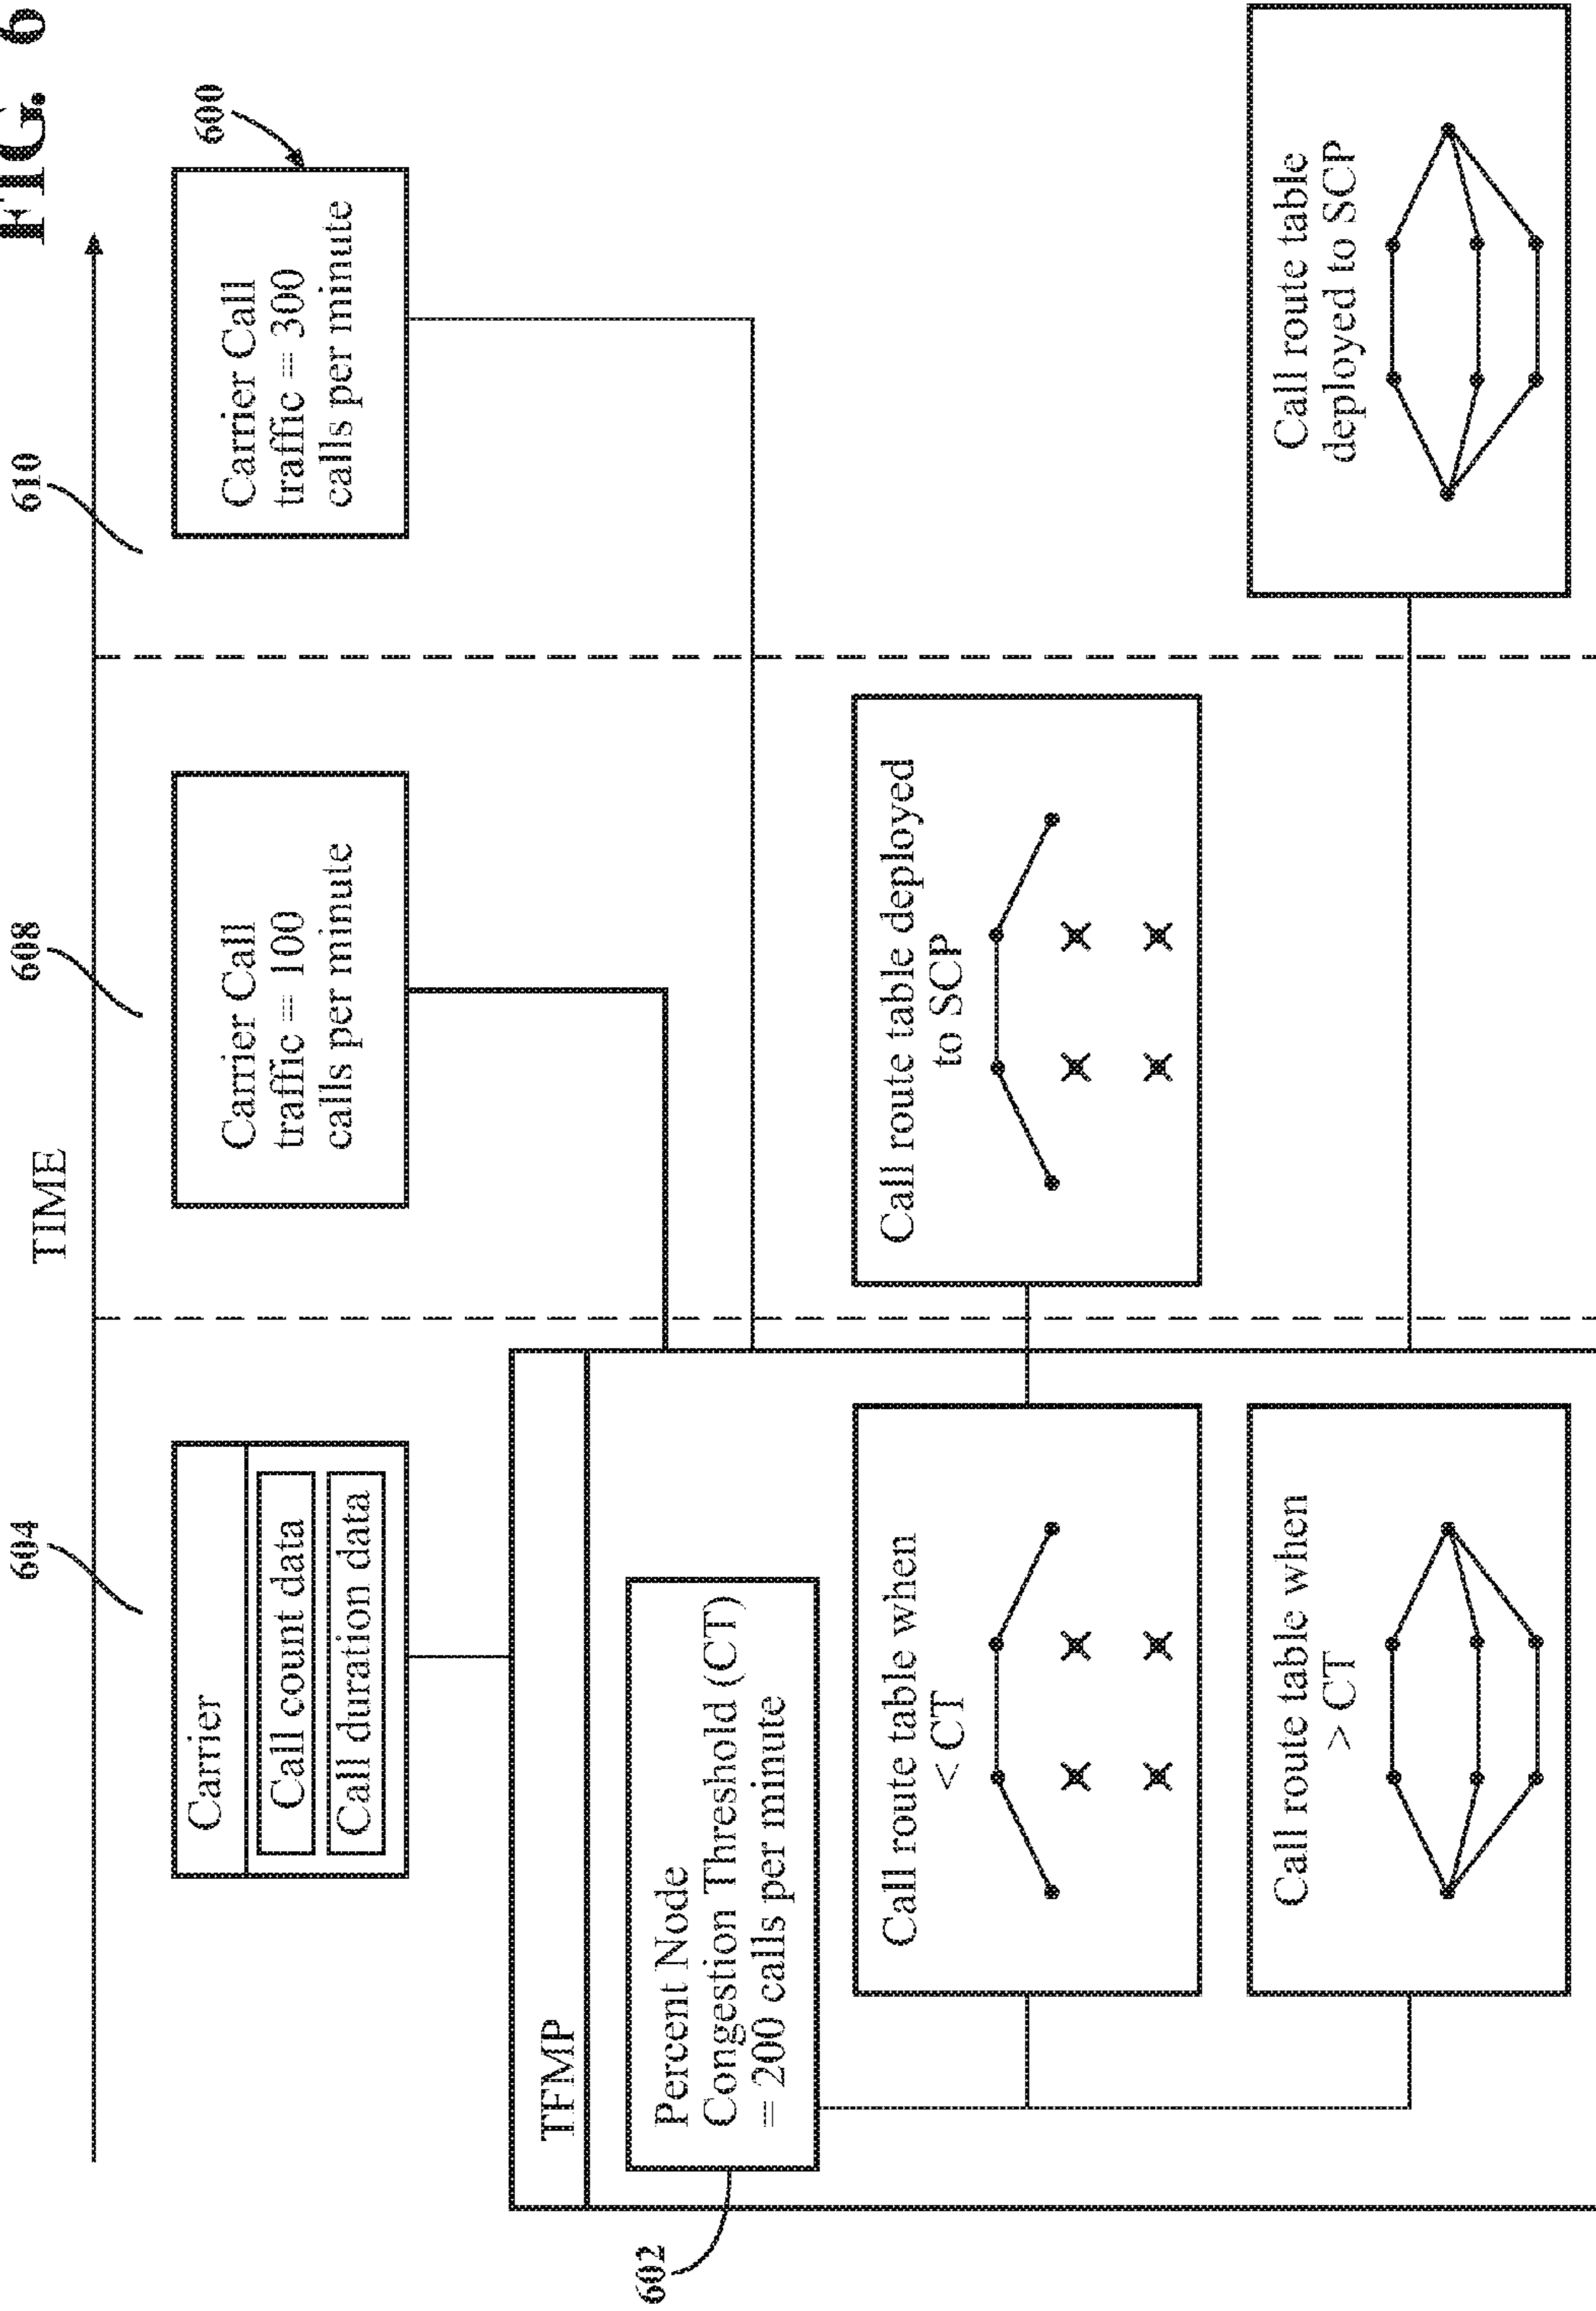 FIG. 6
TIME
604
608
610
600
Carrier
Call count data
Call duration data
Carrier Call
traffic = 100
calls per minute
Carrier Call
traffic = 300
calls per minute
TFMP
602
Percent Node
Congestion Threshold (CT)
= 200 calls per minute
Call route table when
< CT
Call route table deployed
to SCP
Call route table when
> CT
Call route table
deployed to SCP